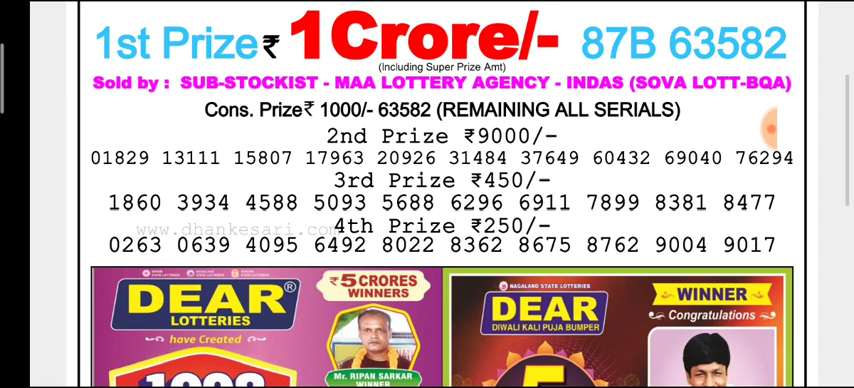 1st Prize ₹ 1Crore/- 87B 63582
(Including Super Prize Amt)
Sold by : SUB-STOCKIST - MAA LOTTERY AGENCY - INDAS (SOVA LOTT-BQA)
Cons. Prize₹ 1000/- 63582 (REMAINING ALL SERIALS)
2nd Prize ₹9000/-
01829 13111 15807 17963 20926 31484 37649 60432 69040 76294
3rd Prize ₹450/-
1860 3934 4588 5093 5688 6296 6911 7899 8381 8477
www.dhankesari.com
4th Prize ₹250/-
0263 0639 4095 6492 8022 8362 8675 8762 9004 9017
DEAR®
LOTTERIES
have Created
₹5 CRORES
WINNERS
Mr. RIPAN SARKAR
WINNER
NAGALAND STATE LOTTERIES
DEAR
DIWALI KALI PUJA BUMPER
5
WINNER
Congratulations